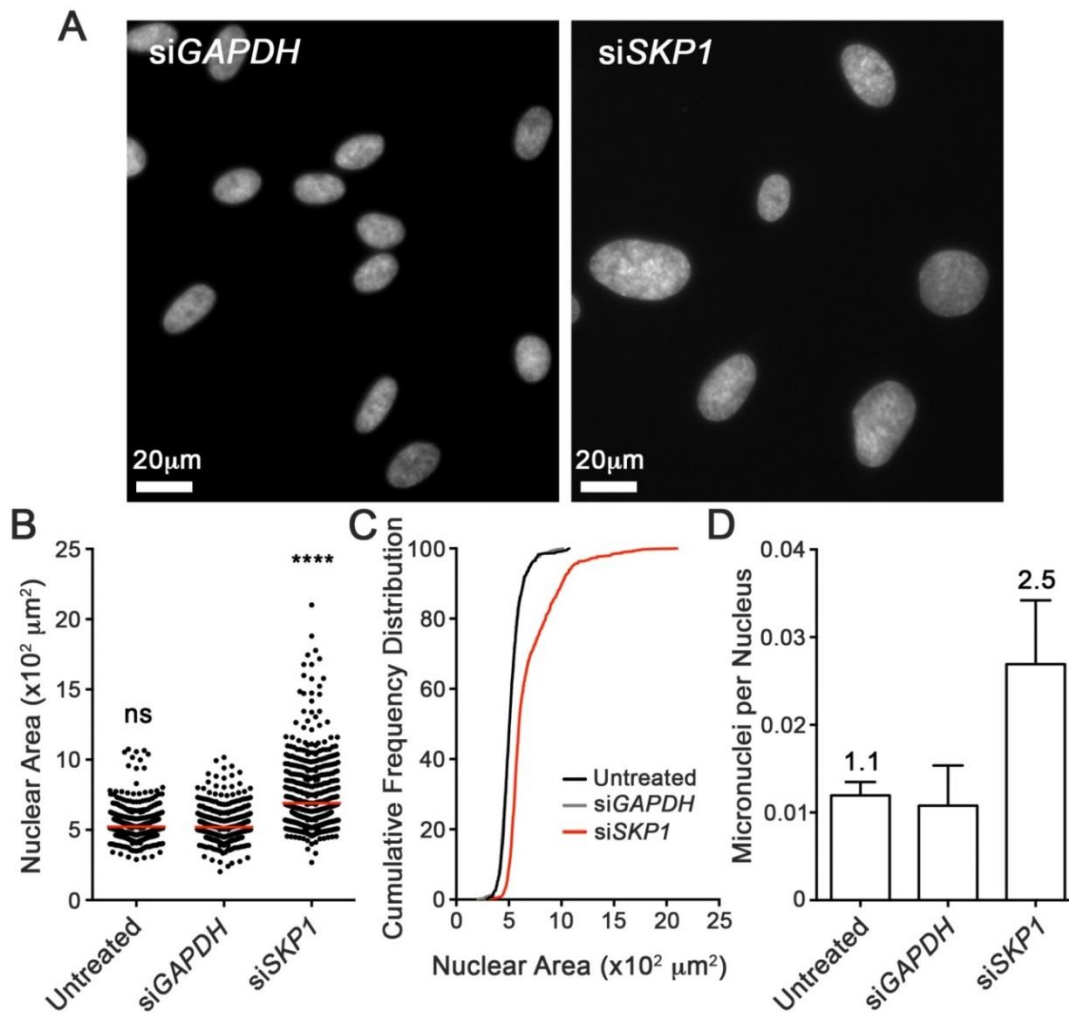 A
siGAPDH
siSKP1
20μm
20μm
B
Nuclear Area (x10² μm²)
25
20
15
10
5
0
ns
****
Untreated
siGAPDH
siSKP1
C
Cumulative Frequency Distribution
100
80
60
40
20
0
Untreated
siGAPDH
siSKP1
0
5
10
15
20
25
Nuclear Area (x10² μm²)
D
Micronuclei per Nucleus
0.04
0.03
0.02
0.01
0
1.1
2.5
Untreated
siGAPDH
siSKP1